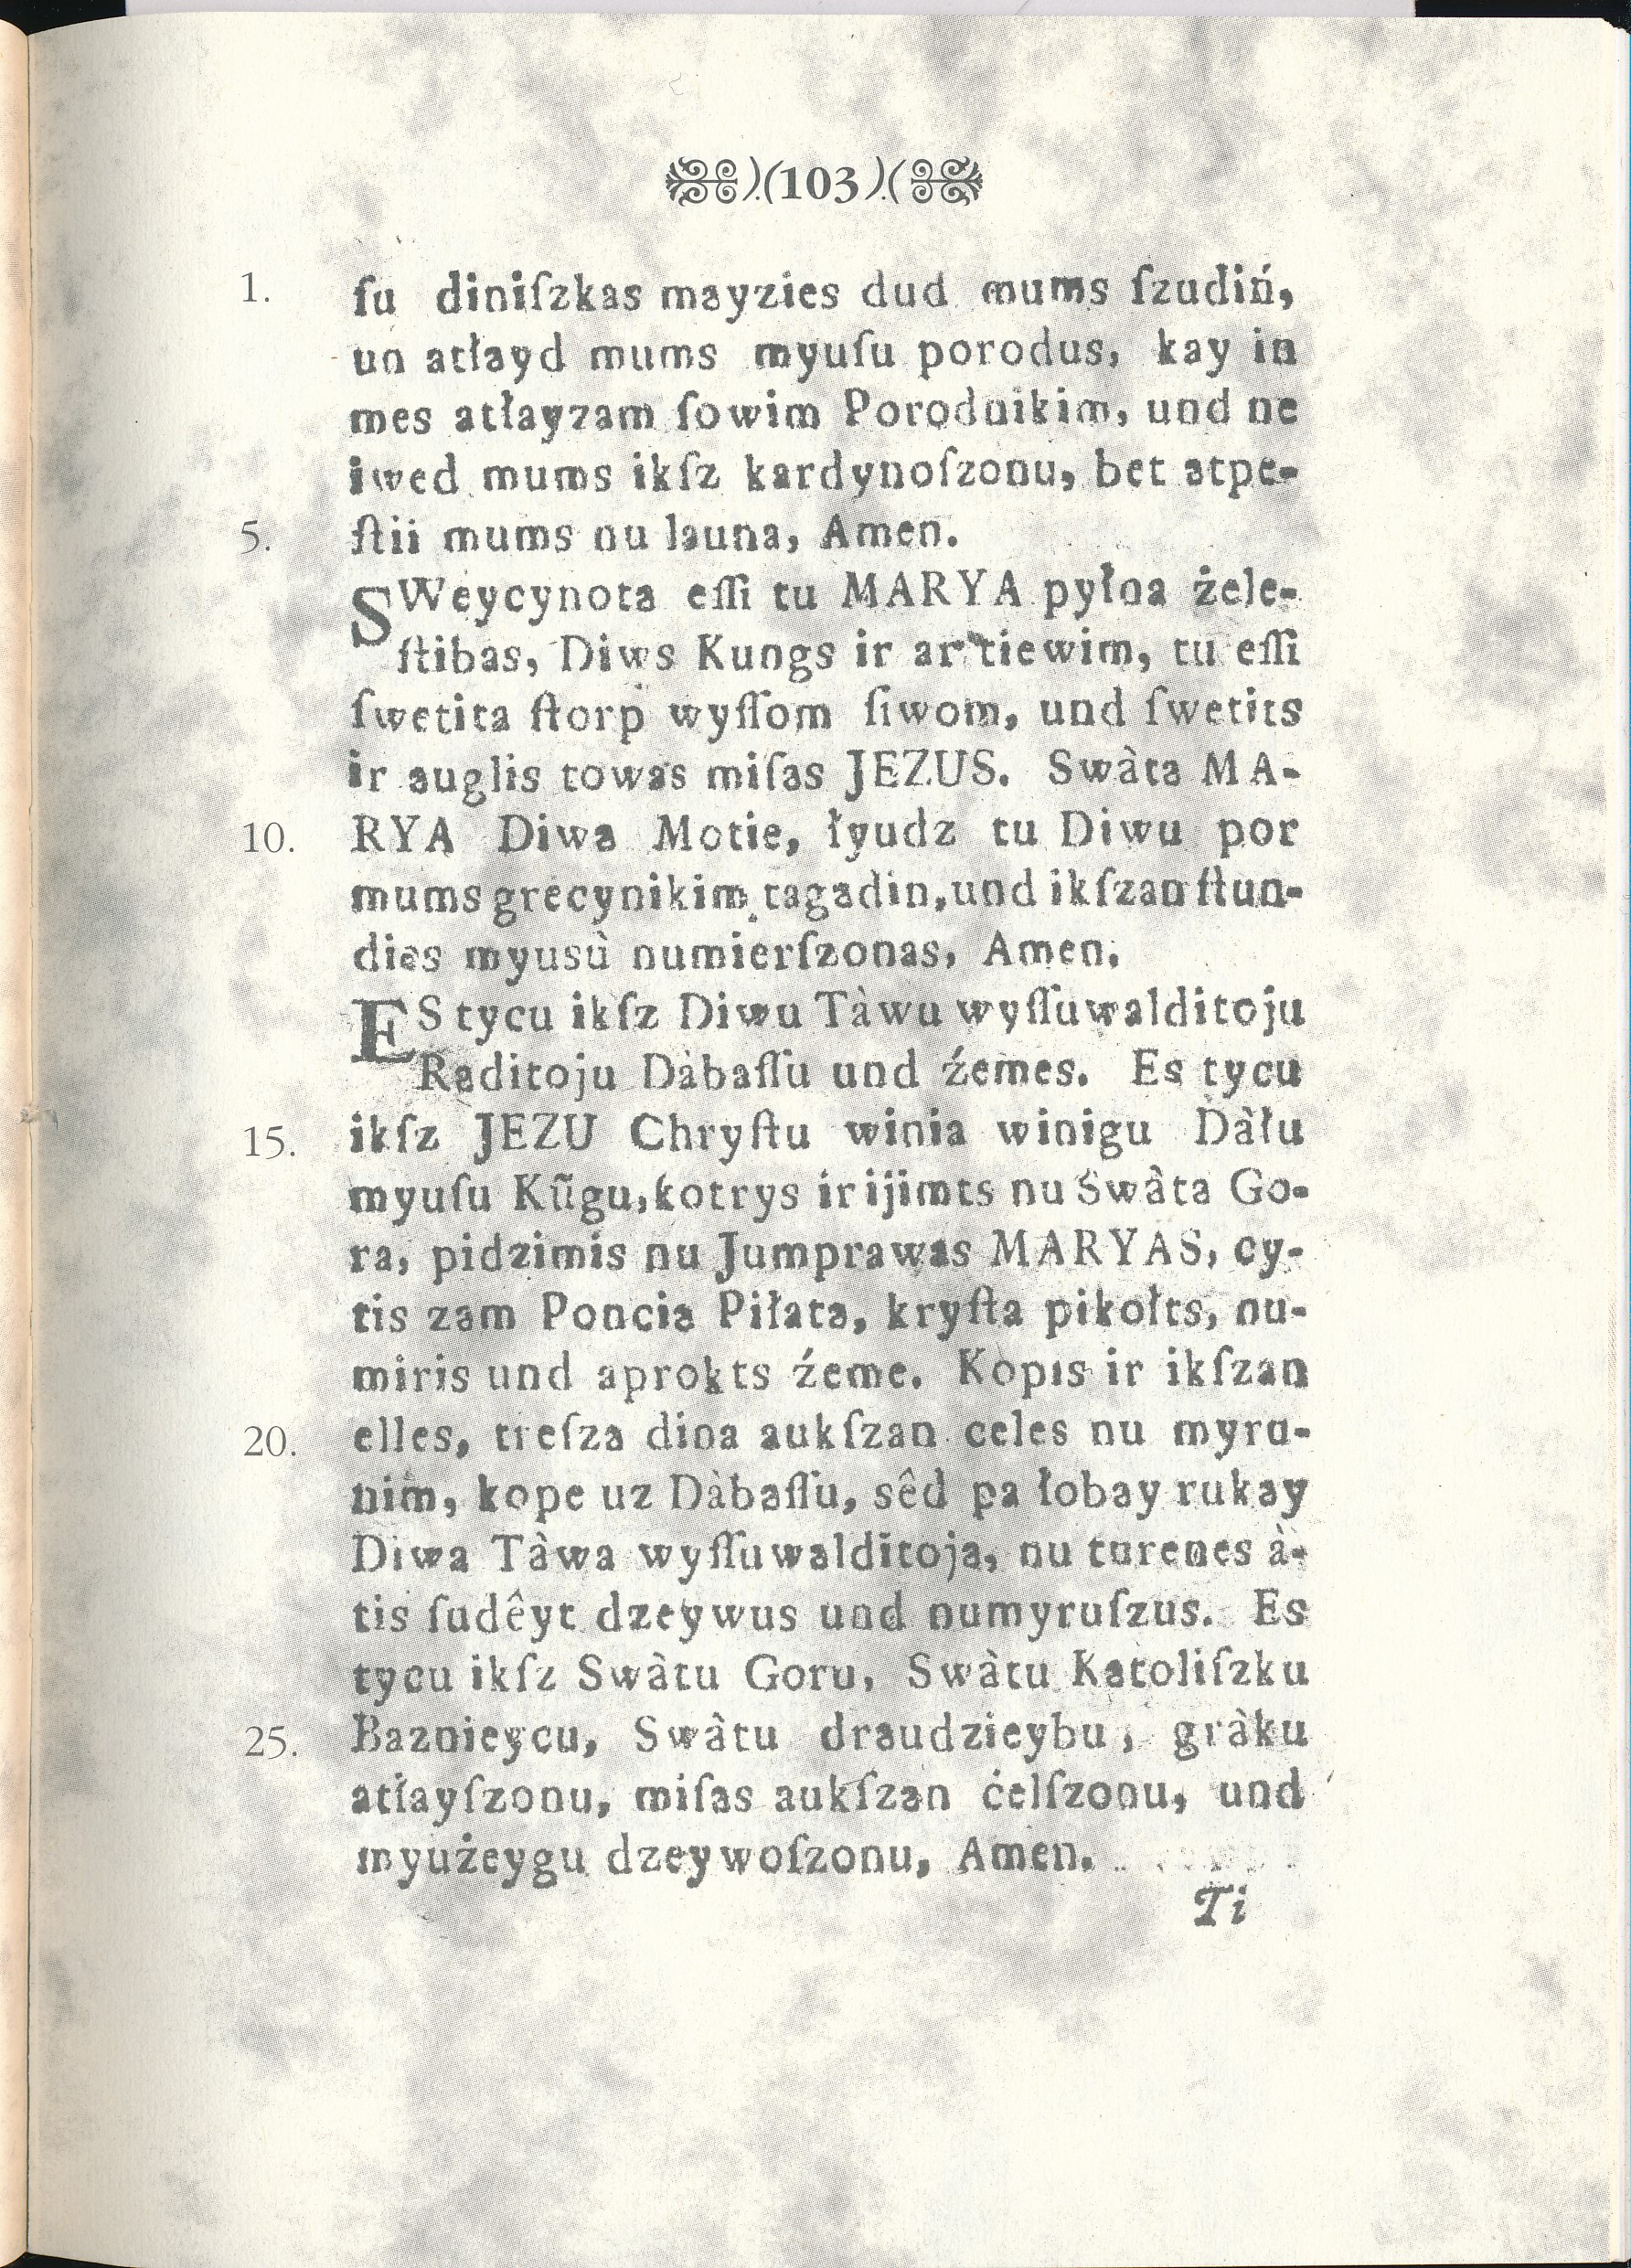 )(103)(
1. ſu diniſzkas mayzies dud mums ſzudiń,
un atłayd mums myuſu porodus, kay in
mes atłayzam ſowim Porodnikim, und ne
iwed mums ikſz kardynoſzonu, bet atpe-
5. ſtii mums nu launa, Amen.
SWeycynota eſſi tu MARYA pyłna żele-
ſtibas, Diws Kungs ir ar tiewim, tu eſſi
ſwetita ſtorp wyſſom ſiwom, und ſwetits
ir auglis towas miſas JEZUS. Swàta MA-
10. RYA Diwa Motie, łyudz tu Diwu por
mums grecynikim tagadin, und ikſzan ſtun-
dies myusù numierſzonas, Amen.
ES tycu ikſz Diwu Tàwu wyſſuwalditoju
Raditoju Dàbaſſu und źemes. Es tycu
15. ikſz JEZU Chryſtu winia winigu Dàłu
myuſu Kũgu, kotrys ir ijimts nu Swàta Go-
ra, pidzimis nu Jumprawas MARYAS, cy-
tis zam Poncia Piłata, kryſta pikołts, nu-
miris und aprokts źeme. Kopis ir ikſzan
20. elles, treſza dina aukſzan celes nu myru-
nim, kope uz Dàbaſſu, sêd pa łobay rukay
Diwa Tàwa wyſſuwalditoja, nu turenes à-
tis ſudêyt dzeywus und numyruſzus. Es
tycu ikſz Swàtu Goru, Swàtu Katoliſzku
25. Baznieycu, Swâtu draudzieybu, gràku
atłayſzonu, miſas aukſzan ćelſzonu, und
myużeygu dzeywoſzonu, Amen.
Ti